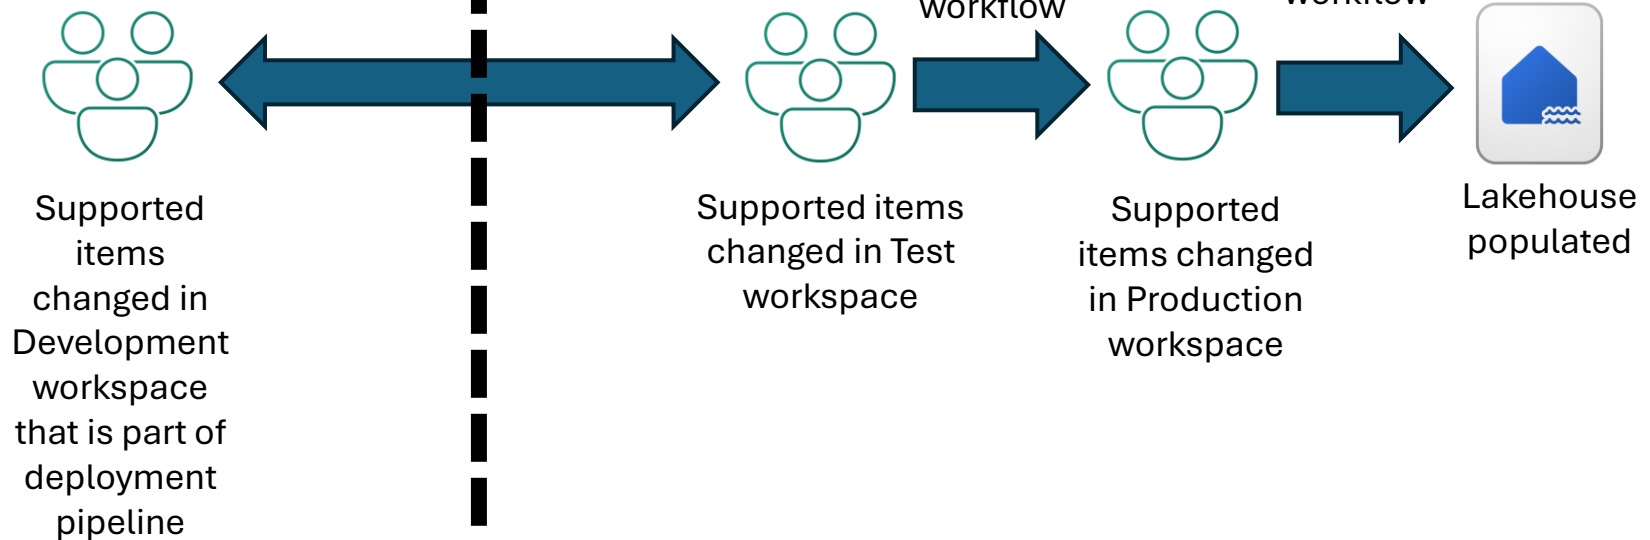 workflow
workflow
Supported
items
changed in
Development
workspace
that is part of
deployment
pipeline
Supported items
changed in Test
workspace
Supported
items changed
in Production
workspace
Lakehouse
populated